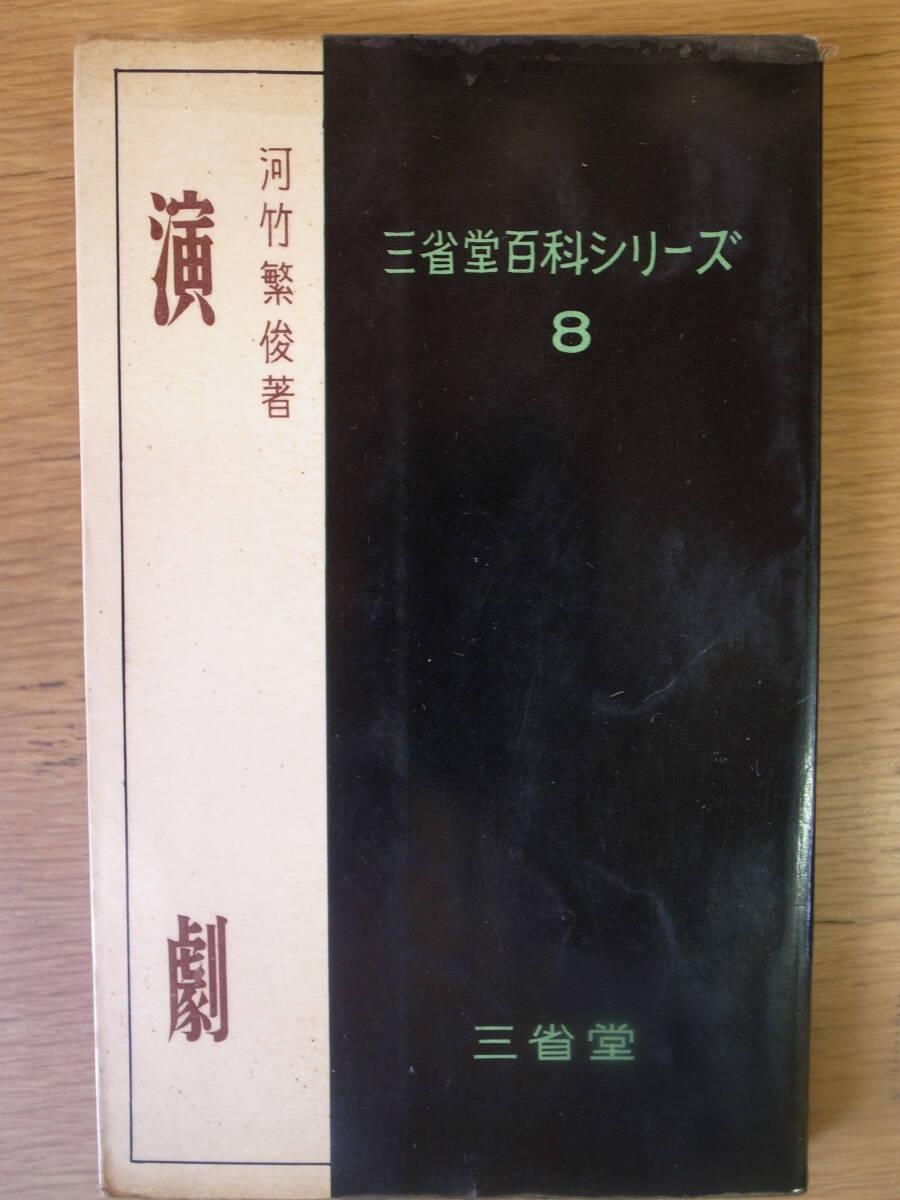 三省堂百科シリーズ
8
河竹繁俊著
演劇
三省堂